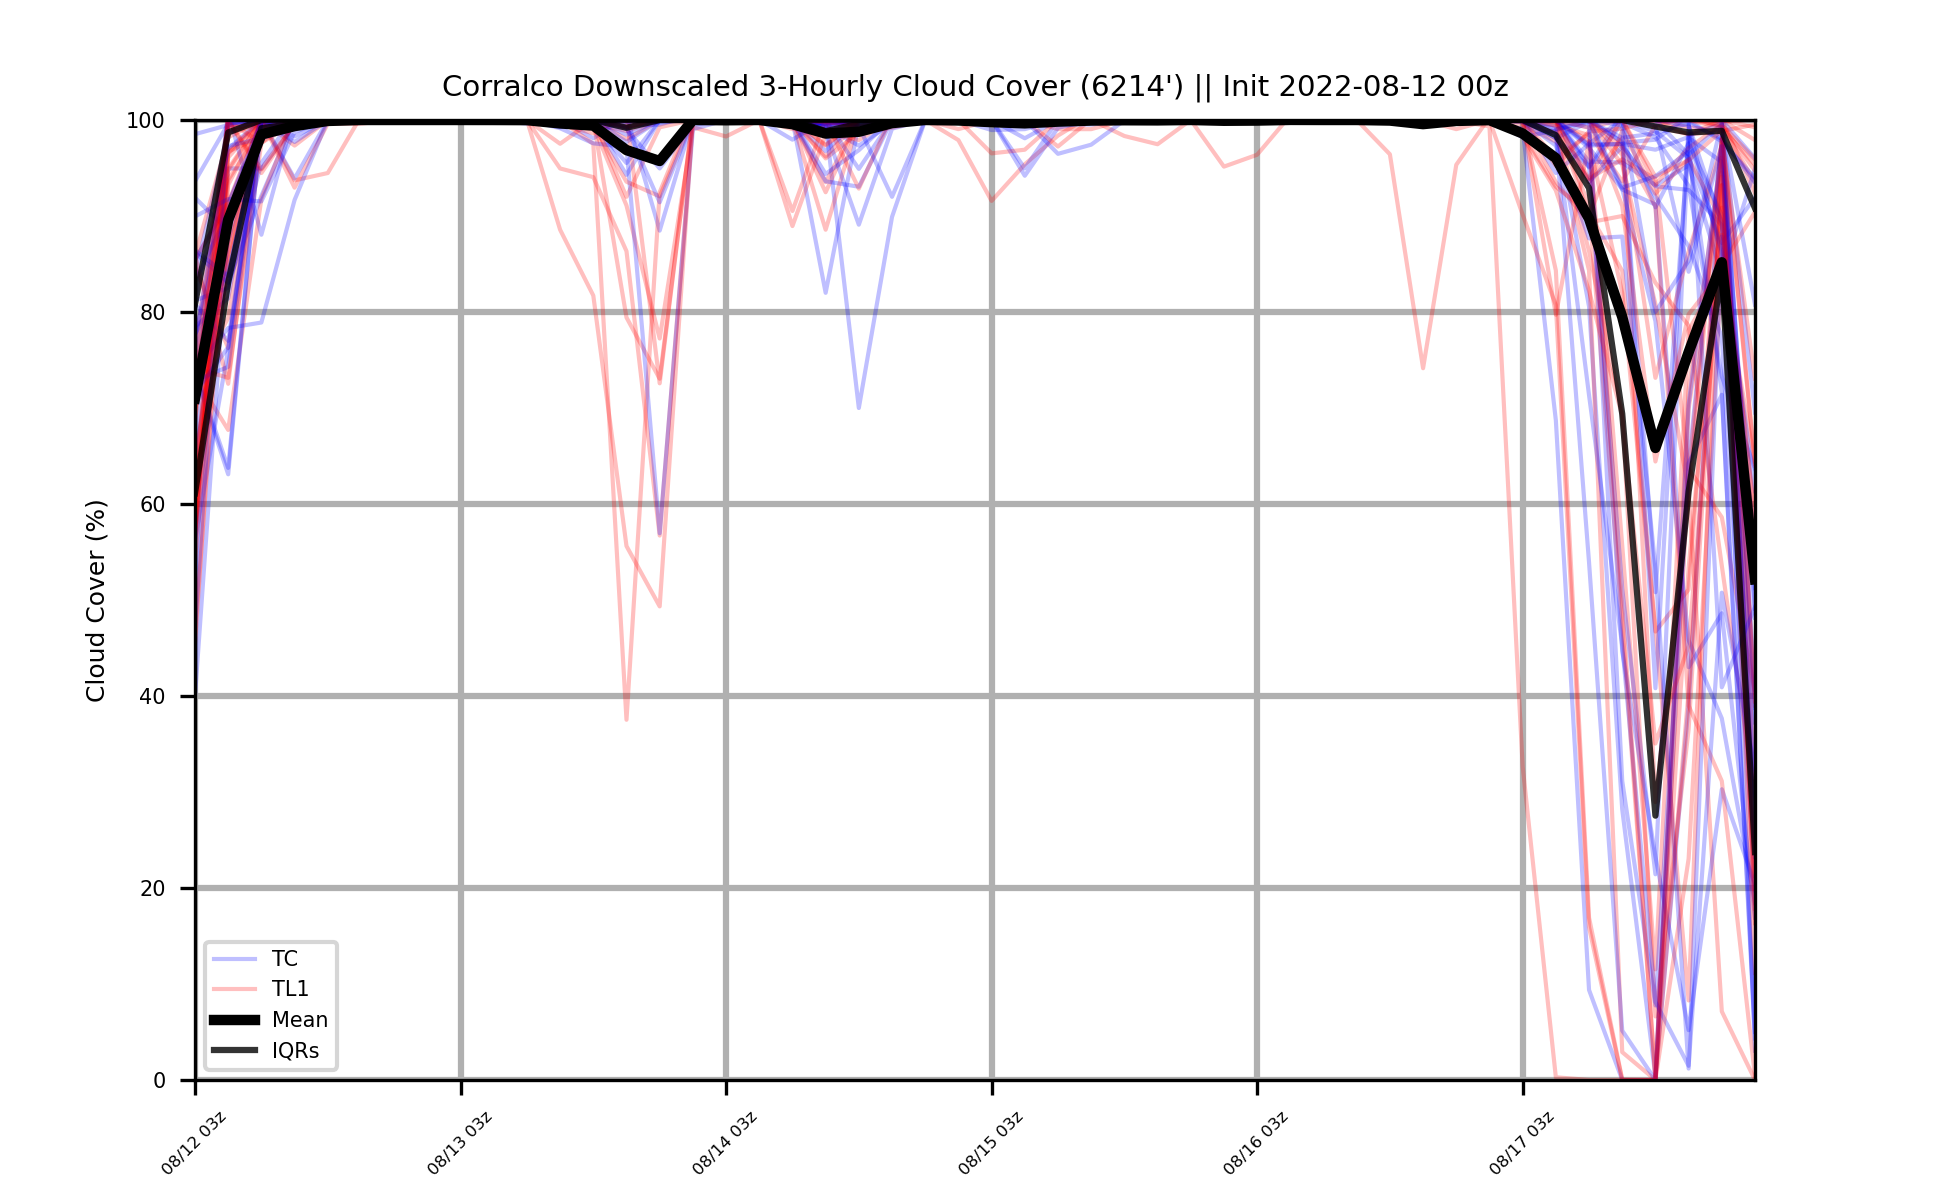 Corralco Downscaled 3-Hourly Cloud Cover (6214') || Init 2022-08-12 00z
100
80
60
40
20
0
Cloud Cover (%)
TC
TL1
Mean
IQRs
08/12 03z
08/13 03z
08/14 03z
08/15 03z
08/16 03z
08/17 03z